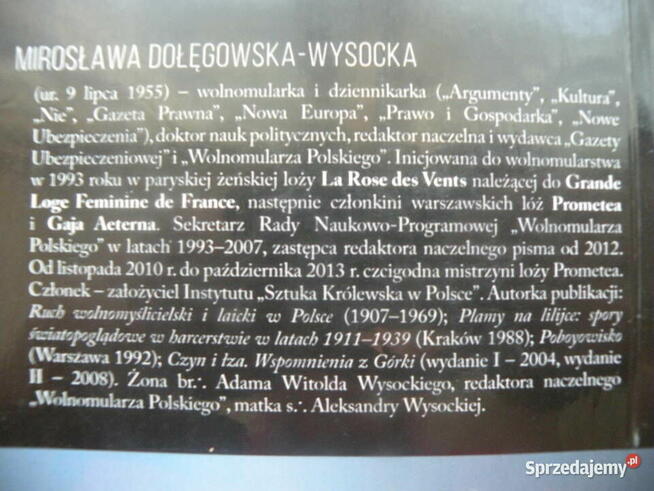 MIROSŁAWA DOŁĘGOWSKA-WYSOCKA
(ur. 9 lipca 1955) – wolnomularka i dziennikarka („Argumenty”, „Kultura”,
„Nie”, „Gazeta Prawna”, „Nowa Europa”, „Prawo i Gospodarka”, „Nowe
Ubezpieczenia”), doktor nauk politycznych, redaktor naczelna i wydawca „Gazety
Ubezpieczeniowej” i „Wolnomularza Polskiego”. Inicjowana do wolnomularstwa
w 1993 roku w paryskiej żeńskiej loży La Rose des Vents należącej do Grande
Loge Feminine de France, następnie członkini warszawskich lóż Prometea
i Gaja Aeterna. Sekretarz Rady Naukowo-Programowej „Wolnomularza
Polskiego” w latach 1993–2007, zastępca redaktora naczelnego pisma od 2012.
Od listopada 2010 r. do października 2013 r. czcigodna mistrzyni loży Prometea.
Członek – założyciel Instytutu „Sztuka Królewska w Polsce”. Autorka publikacji:
Ruch wolnomyślicielski i laicki w Polsce (1907–1969); Plamy na lilijce: spory
światopoglądowe w harcerstwie w latach 1911–1939 (Kraków 1988); Pobojowisko
(Warszawa 1992); Czyn i łza. Wspomnienia z Górki (wydanie I – 2004, wydanie
II – 2008). Żona br∴ Adama Witolda Wysockiego, redaktora naczelnego
„Wolnomularza Polskiego”, matka s∴ Aleksandry Wysockiej.
Sprzedajemy.pl